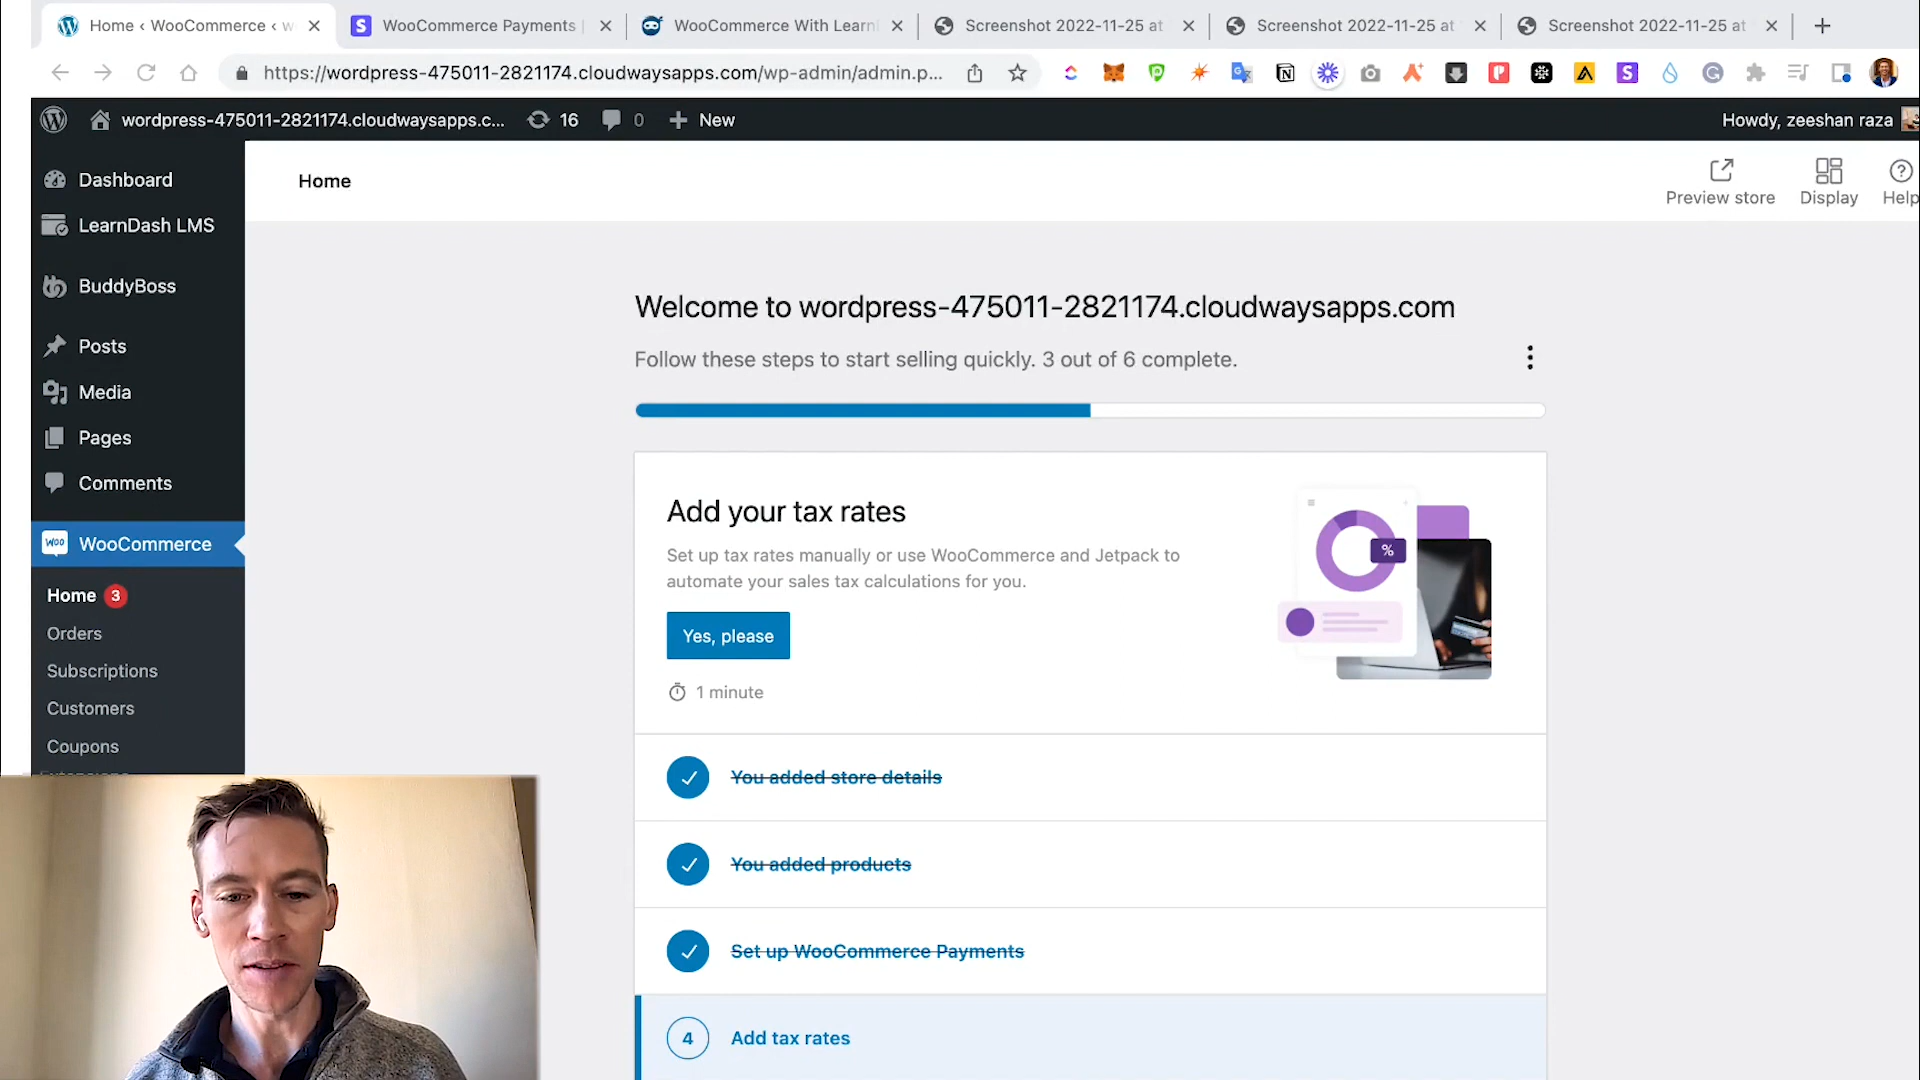 Home ‹ WooCommerce ‹ w
WooCommerce Payments |
WooCommerce With Learn
Screenshot 2022-11-25 at
Screenshot 2022-11-25 at
Screenshot 2022-11-25 at
https://wordpress-475011-2821174.cloudwaysapps.com/wp-admin/admin.p...
wordpress-475011-2821174.cloudwaysapps.c...
16
0
New
Howdy, zeeshan raza
Dashboard
LearnDash LMS
BuddyBoss
Posts
Media
Pages
Comments
WOO
WooCommerce
Home 3
Orders
Subscriptions
Customers
Coupons
Home
Preview store
Display
Help
Welcome to wordpress-475011-2821174.cloudwaysapps.com
Follow these steps to start selling quickly. 3 out of 6 complete.
Add your tax rates
Set up tax rates manually or use WooCommerce and Jetpack to
automate your sales tax calculations for you.
%
Yes, please
1 minute
You added store details
You added products
Set up WooCommerce Payments
4
Add tax rates